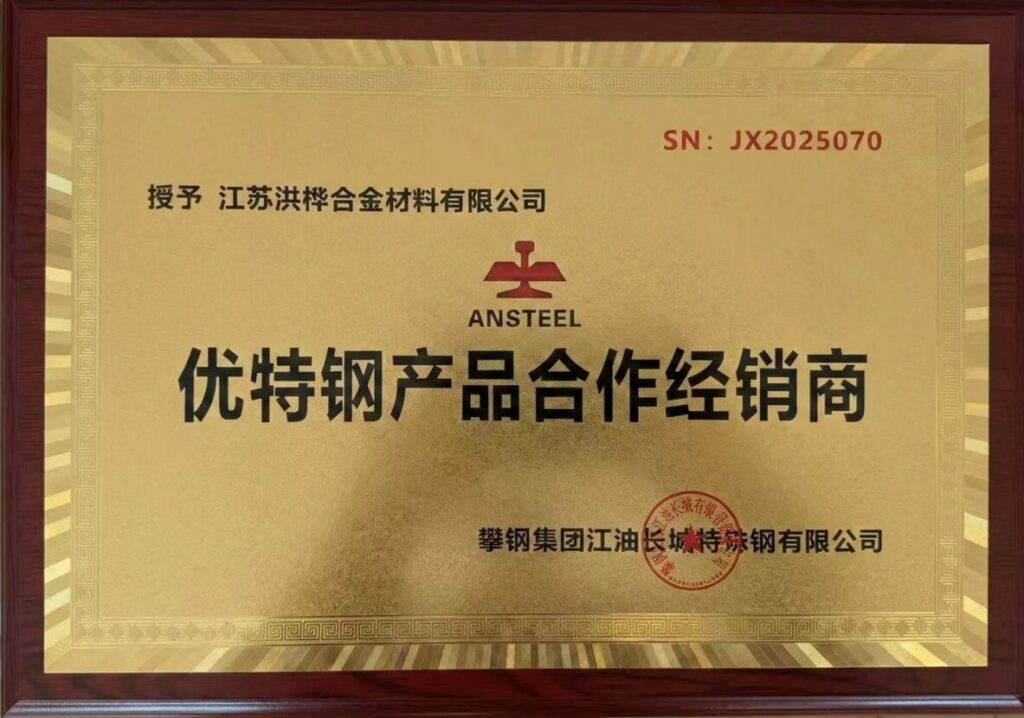 SN: JX2025070
授予 江苏洪桦合金材料有限公司
ANSTEEL
优特钢产品合作经销商
攀钢集团江油长城特殊钢有限公司